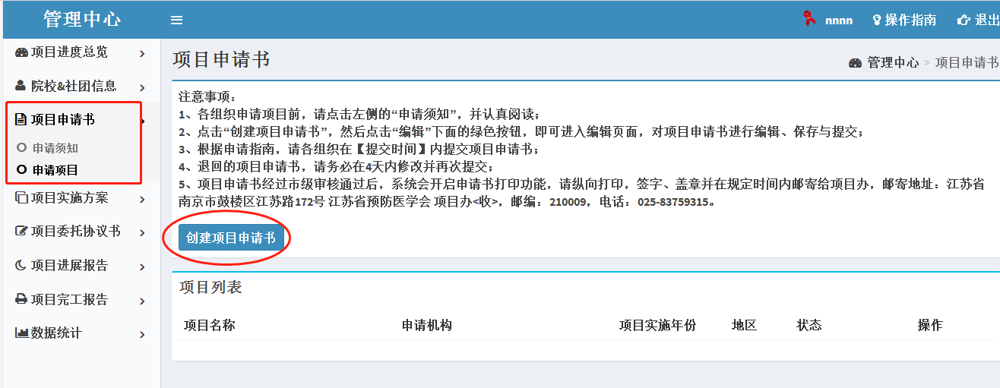 管理中心
nnnn 操作指南 退出
项目进度总览
院校&社团信息
项目申请书
申请须知
申请项目
项目实施方案
项目委托协议书
项目进展报告
项目完工报告
数据统计
项目申请书
管理中心 > 项目申请书
注意事项：
1、各组织申请项目前，请点击左侧的“申请须知”，并认真阅读；
2、点击“创建项目申请书”，然后点击“编辑”下面的绿色按钮，即可进入编辑页面，对项目申请书进行编辑、保存与提交；
3、根据申请指南，请各组织在【提交时间】内提交项目申请书；
4、退回的项目申请书，请务必在4天内修改并再次提交；
5、项目申请书经过市级审核通过后，系统会开启申请书打印功能，请纵向打印，签字、盖章并在规定时间内邮寄给项目办，邮寄地址：江苏省
南京市鼓楼区江苏路172号 江苏省预防医学会 项目办<收>，邮编：210009，电话：025-83759315。
创建项目申请书
项目列表
项目名称 申请机构 项目实施年份 地区 状态 操作